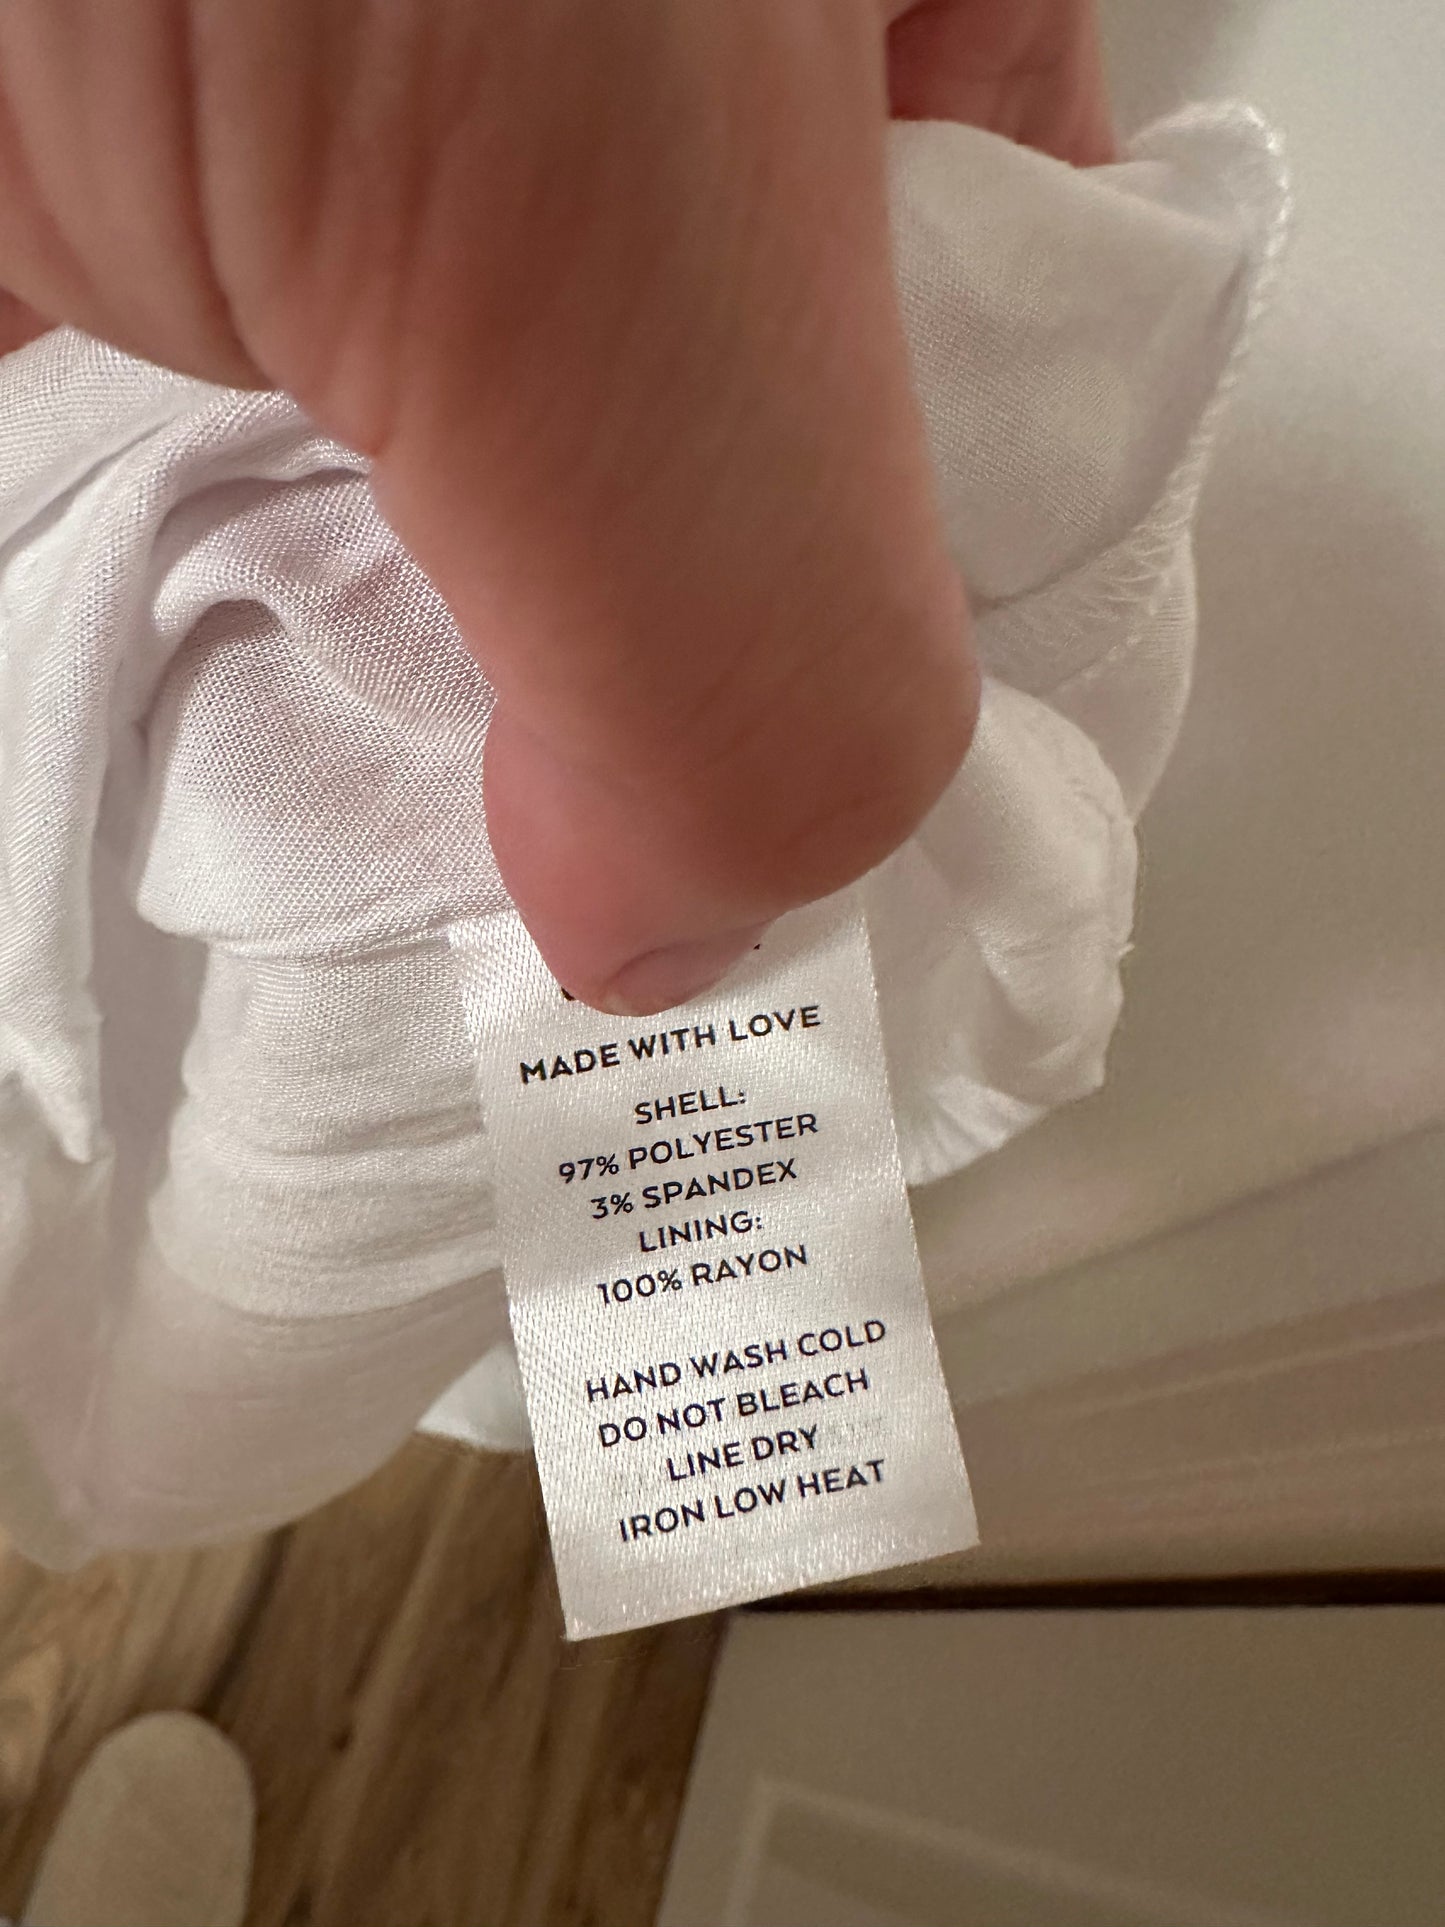 MADE WITH LOVE
SHELL:
97% POLYESTER
3% SPANDEX
LINING:
100% RAYON
HAND WASH COLD
DO NOT BLEACH
LINE DRY
IRON LOW HEAT